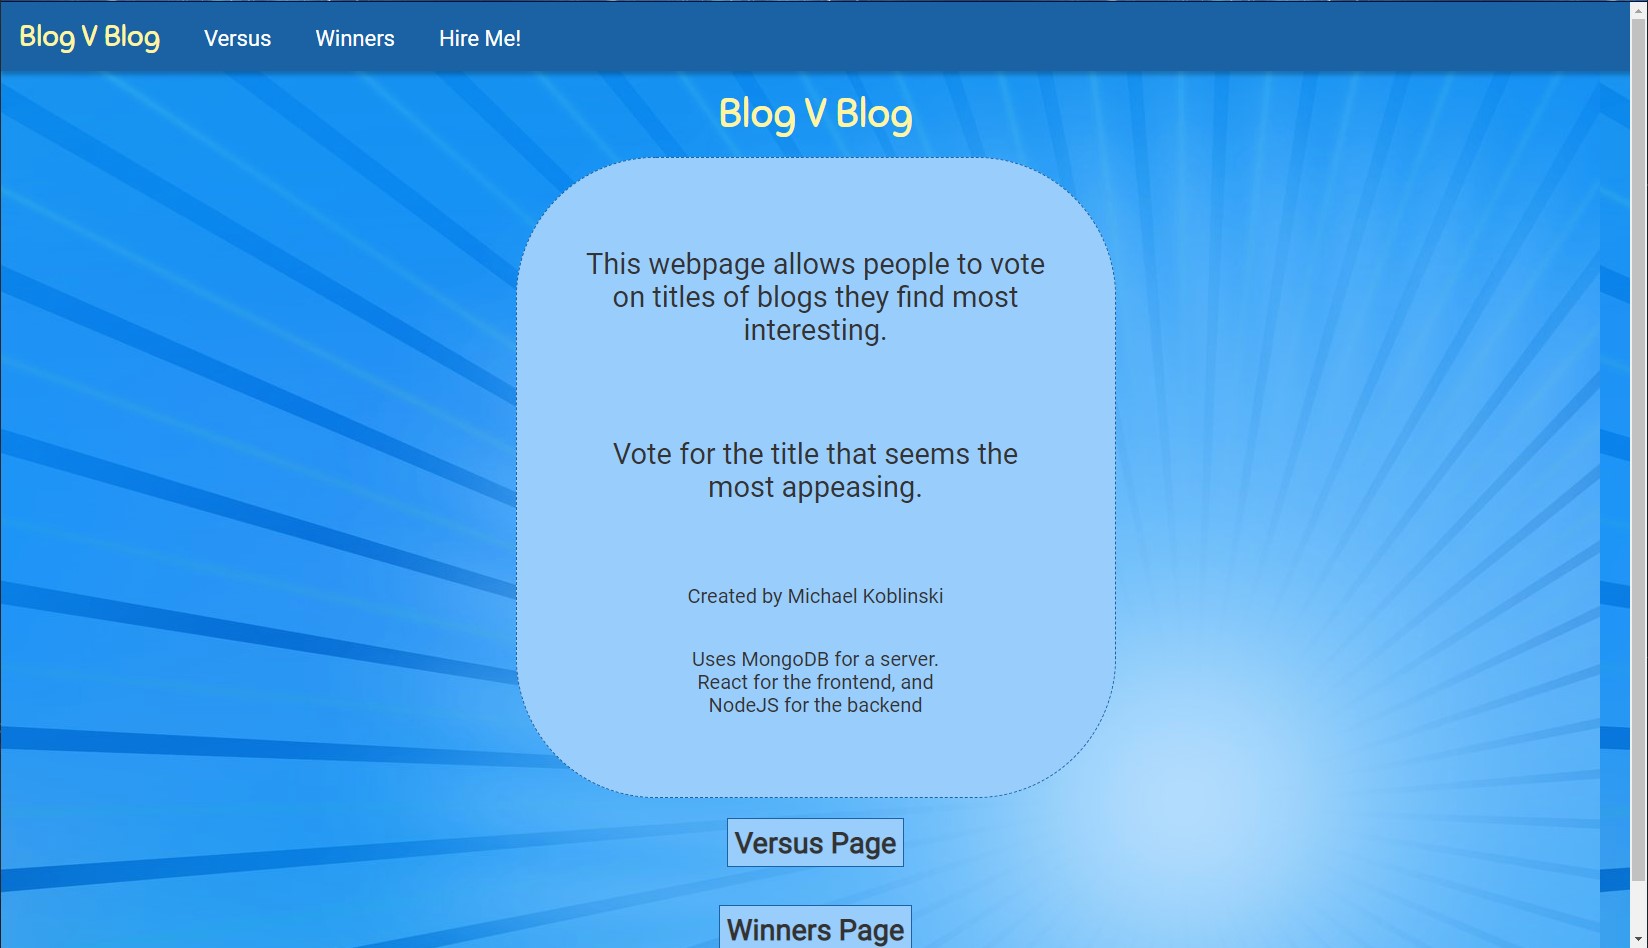 Blog V Blog Versus Winners Hire Me!
Blog V Blog
This webpage allows people to vote
on titles of blogs they find most
interesting.
Vote for the title that seems the
most appeasing.
Created by Michael Koblinski
Uses MongoDB for a server.
React for the frontend, and
NodeJS for the backend
Versus Page
Winners Page